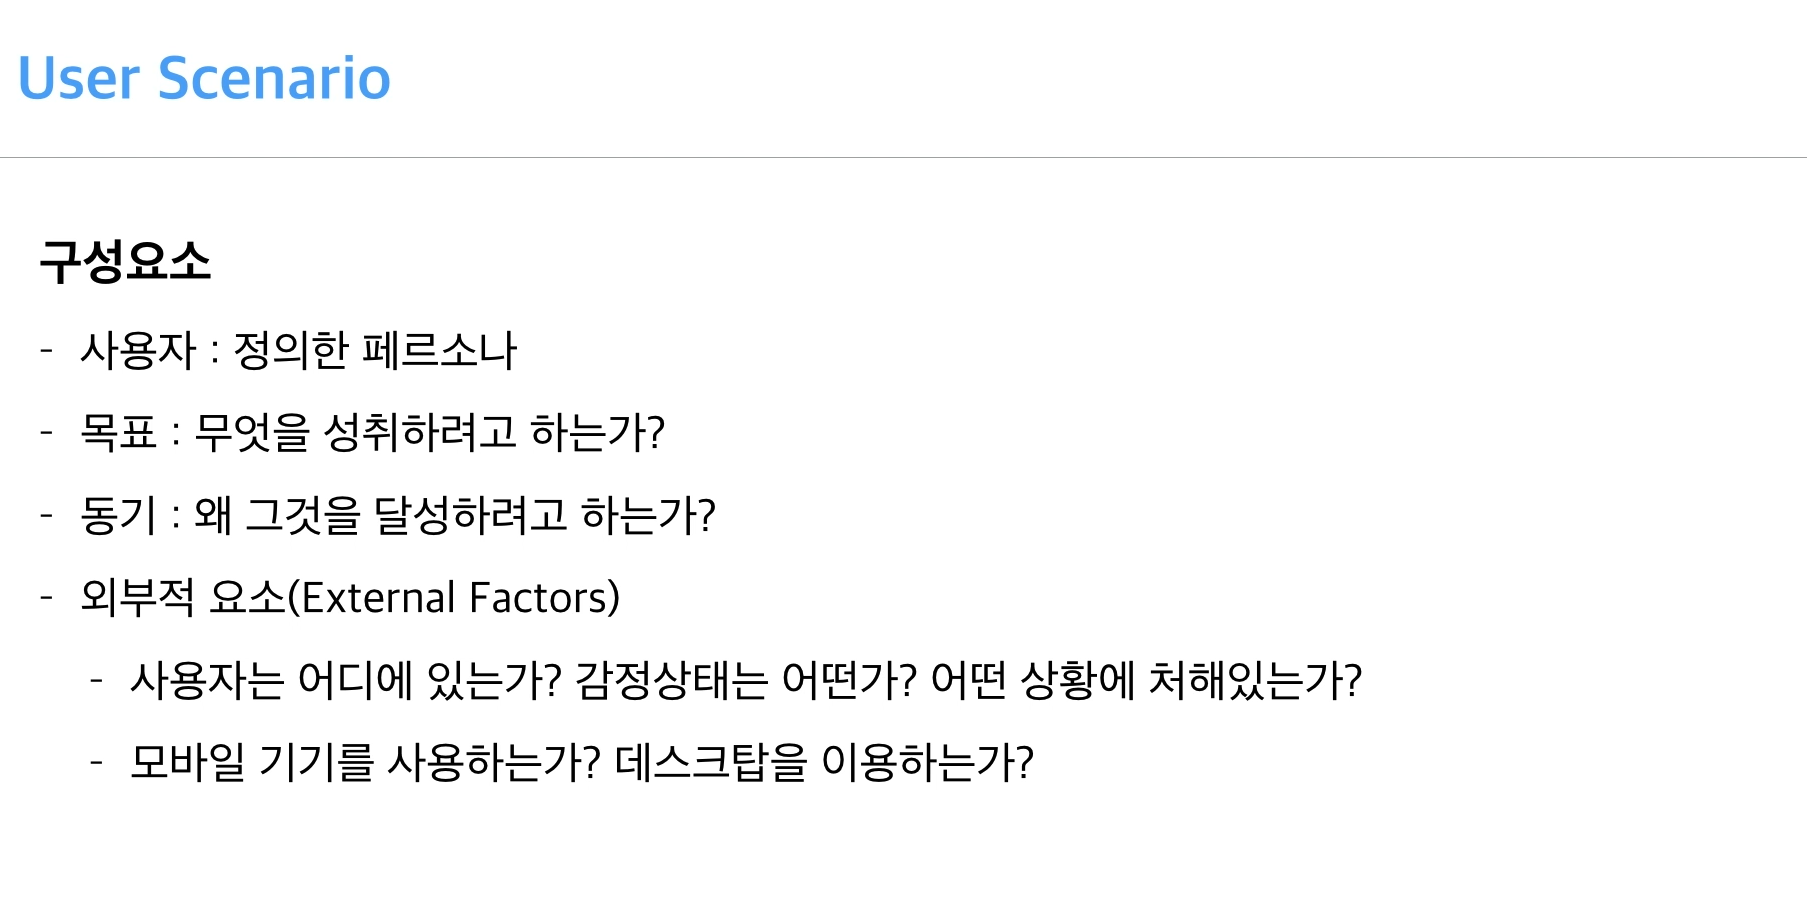 User Scenario
구성요소
- 사용자 : 정의한 페르소나
- 목표 : 무엇을 성취하려고 하는가?
- 동기 : 왜 그것을 달성하려고 하는가?
- 외부적 요소(External Factors)
- 사용자는 어디에 있는가? 감정상태는 어떤가? 어떤 상황에 처해있는가?
- 모바일 기기를 사용하는가? 데스크탑을 이용하는가?